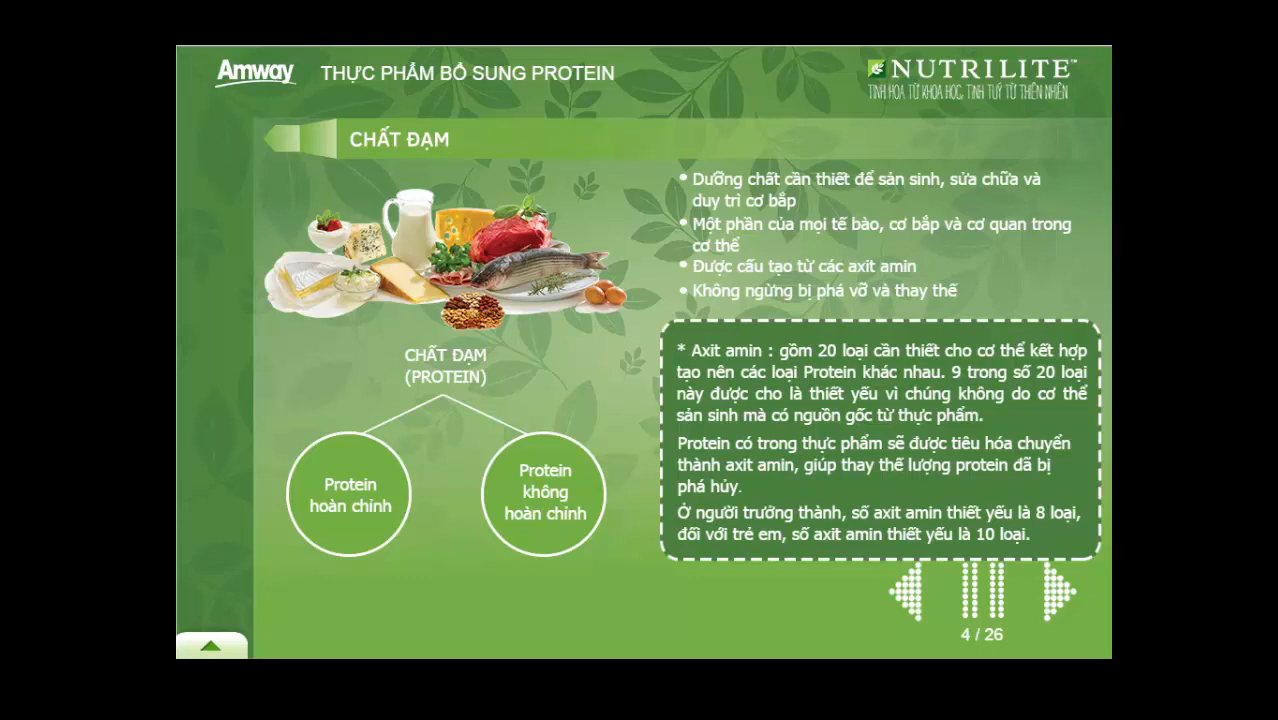 Amway
THỰC PHẨM BỔ SUNG PROTEIN
NUTRILITE™
TINH HOA TỪ KHOA HỌC, TINH TUÝ TỪ THIÊN NHIÊN
CHẤT ĐẠM
• Dưỡng chất cần thiết để sản sinh, sửa chữa và
duy trì cơ bắp
• Một phần của mọi tế bào, cơ bắp và cơ quan trong
cơ thể
• Được cấu tạo từ các axit amin
• Không ngừng bị phá vỡ và thay thế
CHẤT ĐẠM
(PROTEIN)
Protein
hoàn chỉnh
Protein
không
hoàn chỉnh
* Axit amin : gồm 20 loại cần thiết cho cơ thể kết hợp
tạo nên các loại Protein khác nhau. 9 trong số 20 loại
này được cho là thiết yếu vì chúng không do cơ thể
sản sinh mà có nguồn gốc từ thực phẩm.
Protein có trong thực phẩm sẽ được tiêu hóa chuyển
thành axit amin, giúp thay thế lượng protein đã bị
phá hủy.
Ở người trưởng thành, số axit amin thiết yếu là 8 loại,
đối với trẻ em, số axit amin thiết yếu là 10 loại.
4 / 26